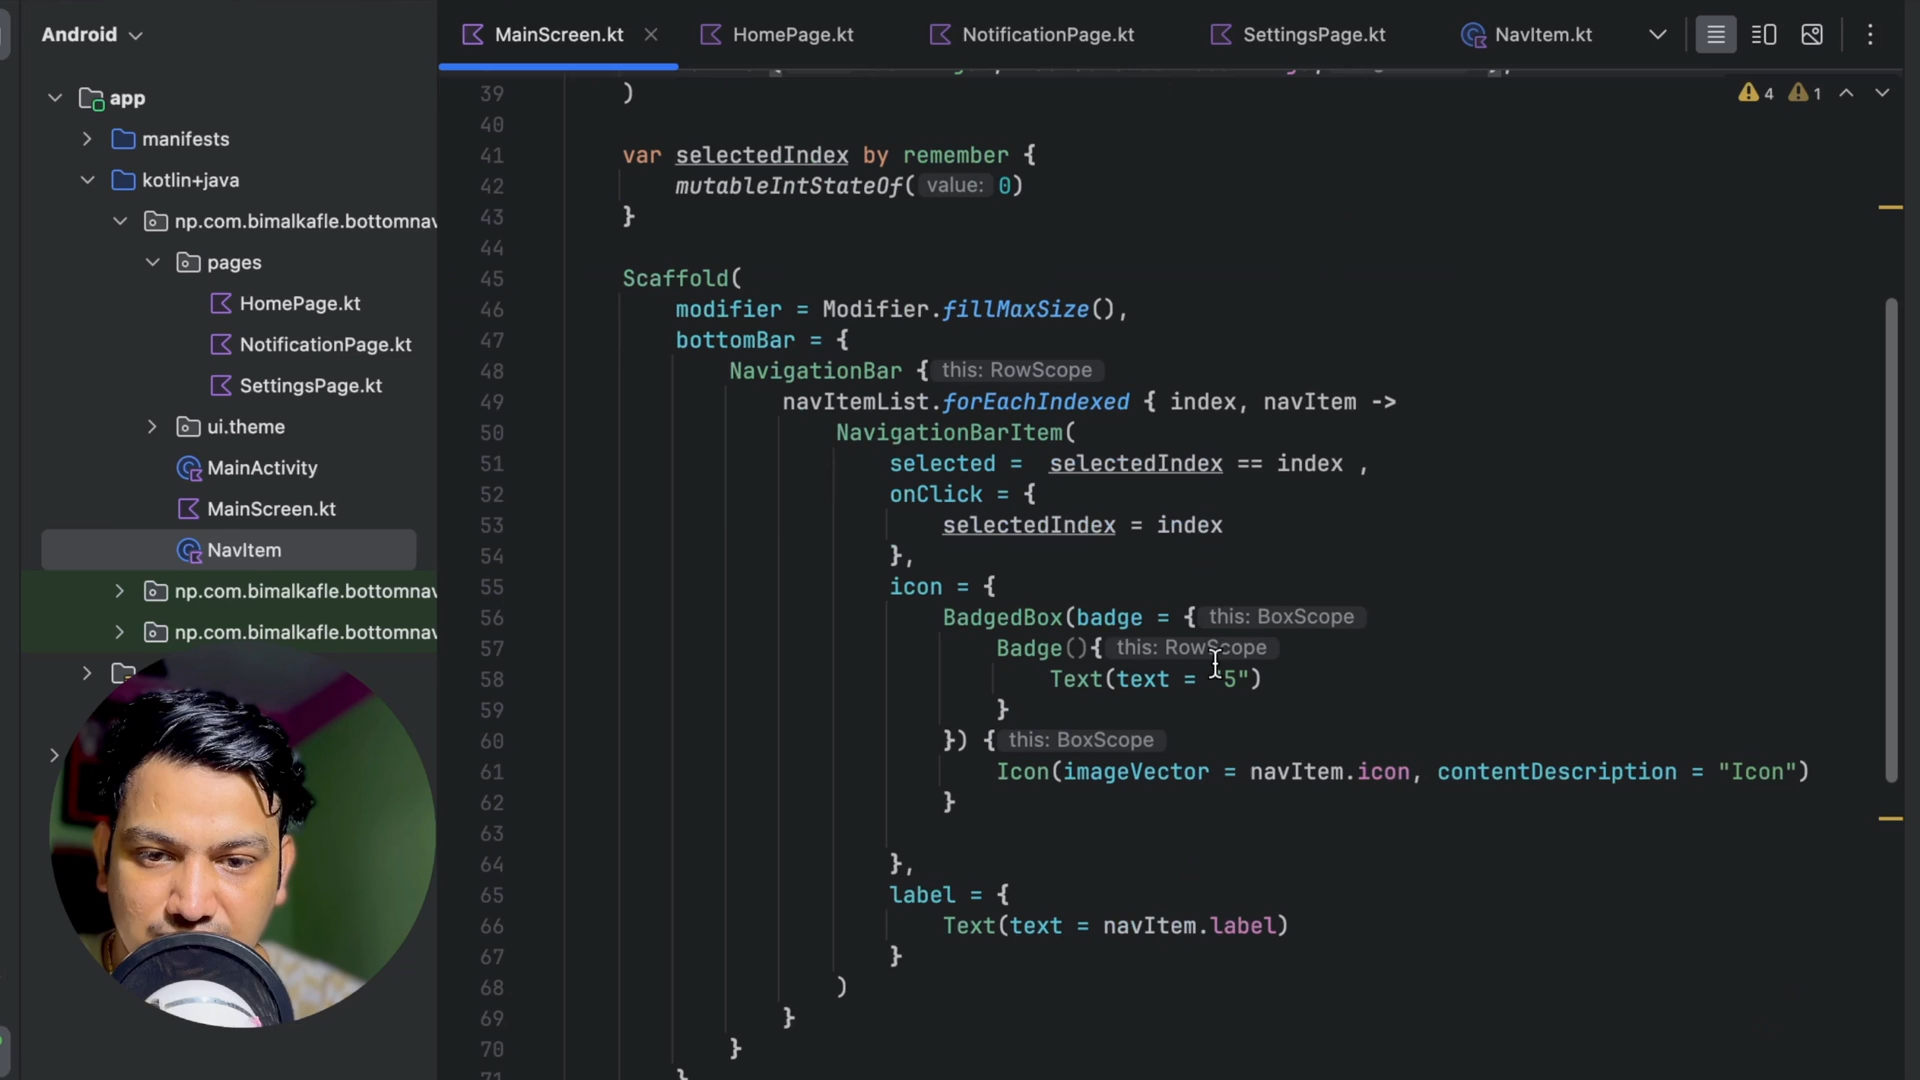 Android
MainScreen.kt
HomePage.kt
NotificationPage.kt
SettingsPage.kt
NavItem.kt
app
manifests
kotlin+java
np.com.bimalkafle.bottomnav
pages
HomePage.kt
NotificationPage.kt
SettingsPage.kt
ui.theme
MainActivity
MainScreen.kt
NavItem
np.com.bimalkafle.bottomnav
np.com.bimalkafle.bottomnav
4 1
39 )
40
41 var selectedIndex by remember {
42 mutableIntStateOf( value: 0)
43 }
44
45 Scaffold(
46 modifier = Modifier.fillMaxSize(),
47 bottomBar = {
48 NavigationBar { this: RowScope
49 navItemList.forEachIndexed { index, navItem ->
50 NavigationBarItem(
51 selected = selectedIndex == index ,
52 onClick = {
53 selectedIndex = index
54 },
55 icon = {
56 BadgedBox(badge = { this: BoxScope
57 Badge(){ this: RowScope
58 Text(text = "5")
59 }
60 }) { this: BoxScope
61 Icon(imageVector = navItem.icon, contentDescription = "Icon")
62 }
63
64 },
65 label = {
66 Text(text = navItem.label)
67 }
68 )
69 }
70 }
71 }